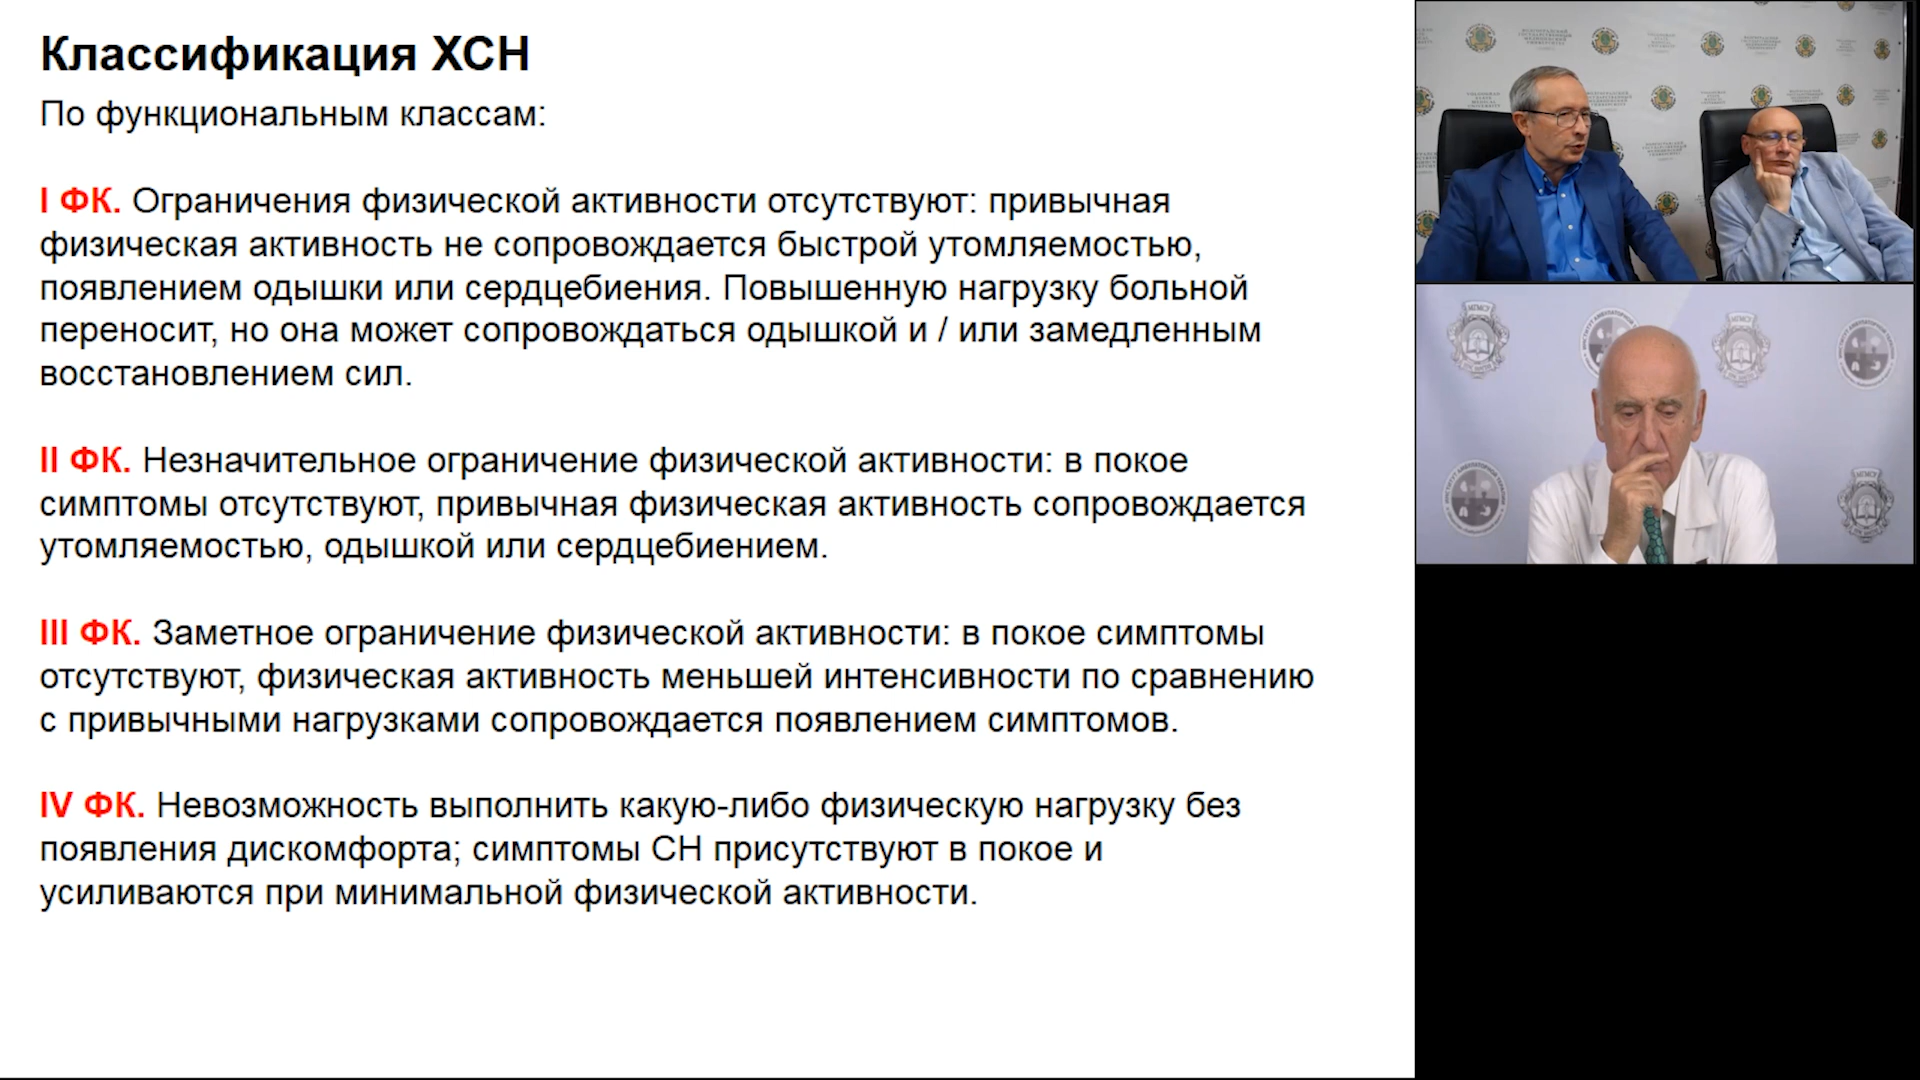 Классификация ХСН
По функциональным классам:
I ФК. Ограничения физической активности отсутствуют: привычная
физическая активность не сопровождается быстрой утомляемостью,
появлением одышки или сердцебиения. Повышенную нагрузку больной
переносит, но она может сопровождаться одышкой и / или замедленным
восстановлением сил.
II ФК. Незначительное ограничение физической активности: в покое
симптомы отсутствуют, привычная физическая активность сопровождается
утомляемостью, одышкой или сердцебиением.
III ФК. Заметное ограничение физической активности: в покое симптомы
отсутствуют, физическая активность меньшей интенсивности по сравнению
с привычными нагрузками сопровождается появлением симптомов.
IV ФК. Невозможность выполнить какую-либо физическую нагрузку без
появления дискомфорта; симптомы СН присутствуют в покое и
усиливаются при минимальной физической активности.